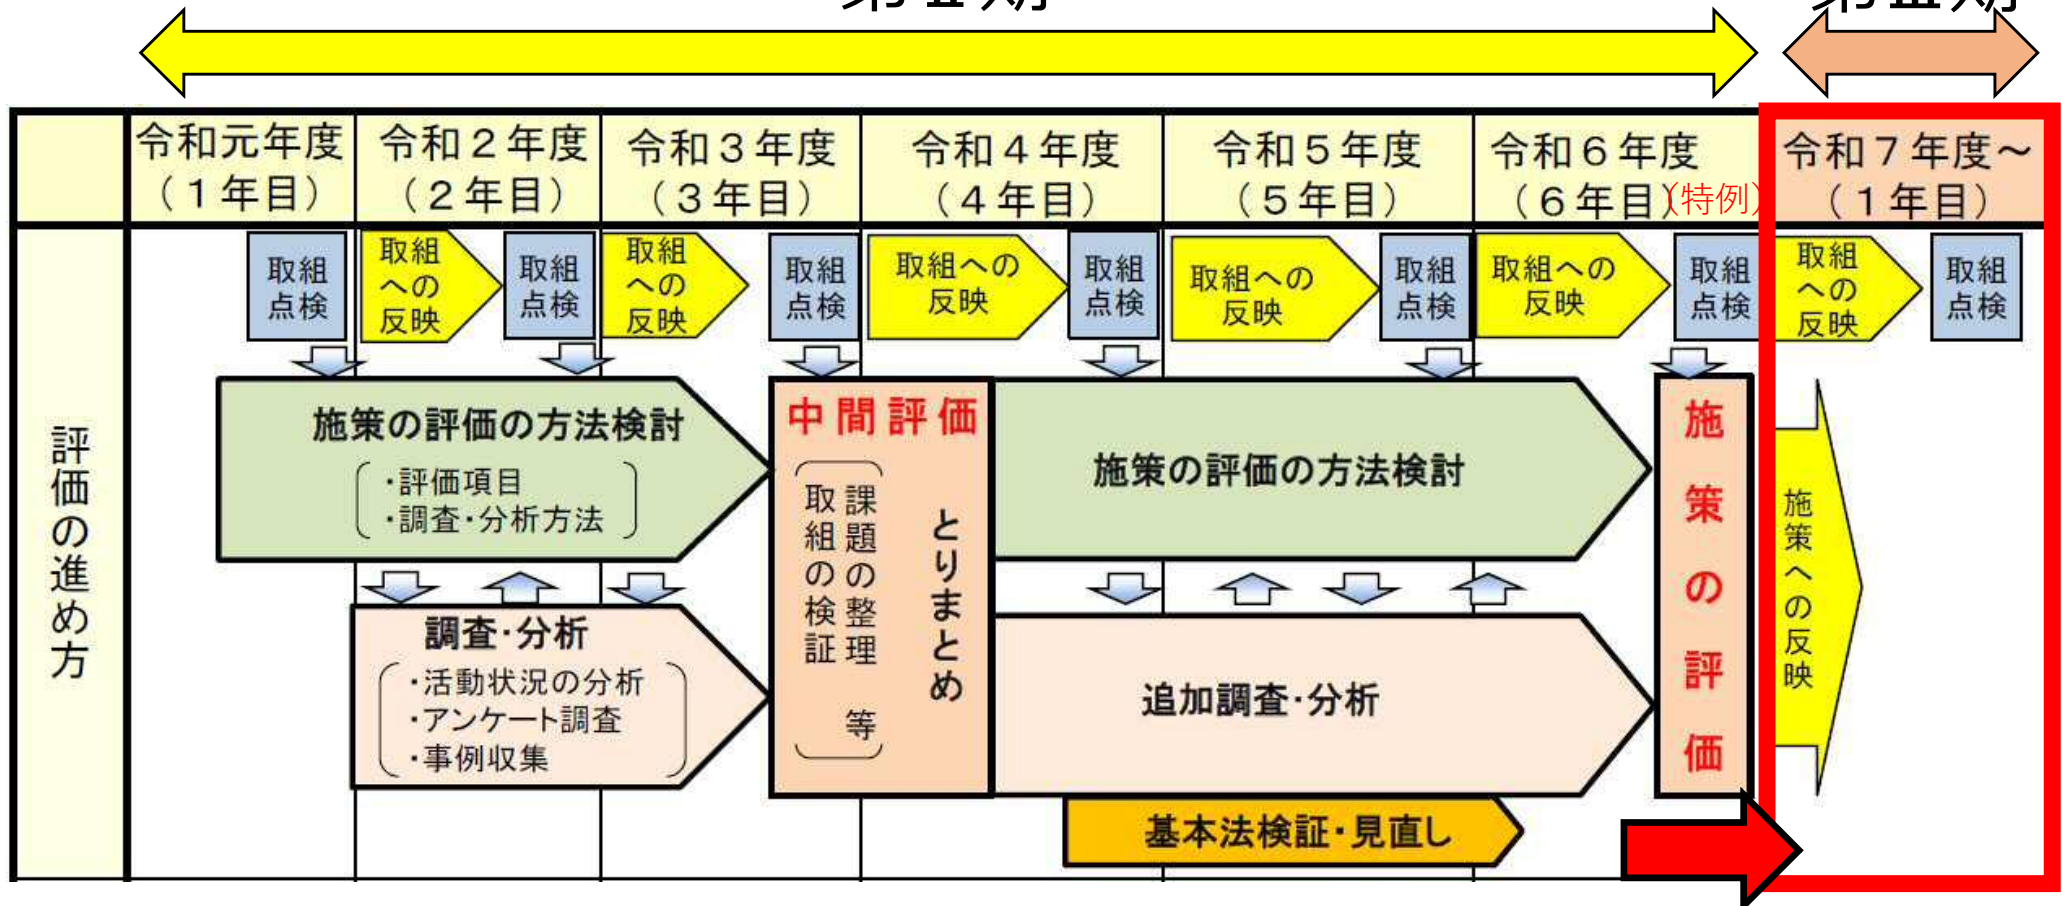 令和元年度
（１年目）
令和２年度
（２年目）
令和３年度
（３年目）
令和４年度
（４年目）
令和５年度
（５年目）
令和６年度
（６年目）（特例）
令和７年度～
（１年目）
評価の進め方
取組
点検
取組
への
反映
取組
点検
取組
への
反映
取組
点検
取組への
反映
取組
点検
取組への
反映
取組
点検
取組への
反映
取組
点検
取組
への
反映
取組
点検
施策の評価の方法検討
・評価項目
・調査・分析方法
中間評価
課題の整理　等
取組の検証
とりまとめ
施策の評価の方法検討
施策の評価
施策への反映
調査・分析
・活動状況の分析
・アンケート調査
・事例収集
追加調査・分析
基本法検証・見直し